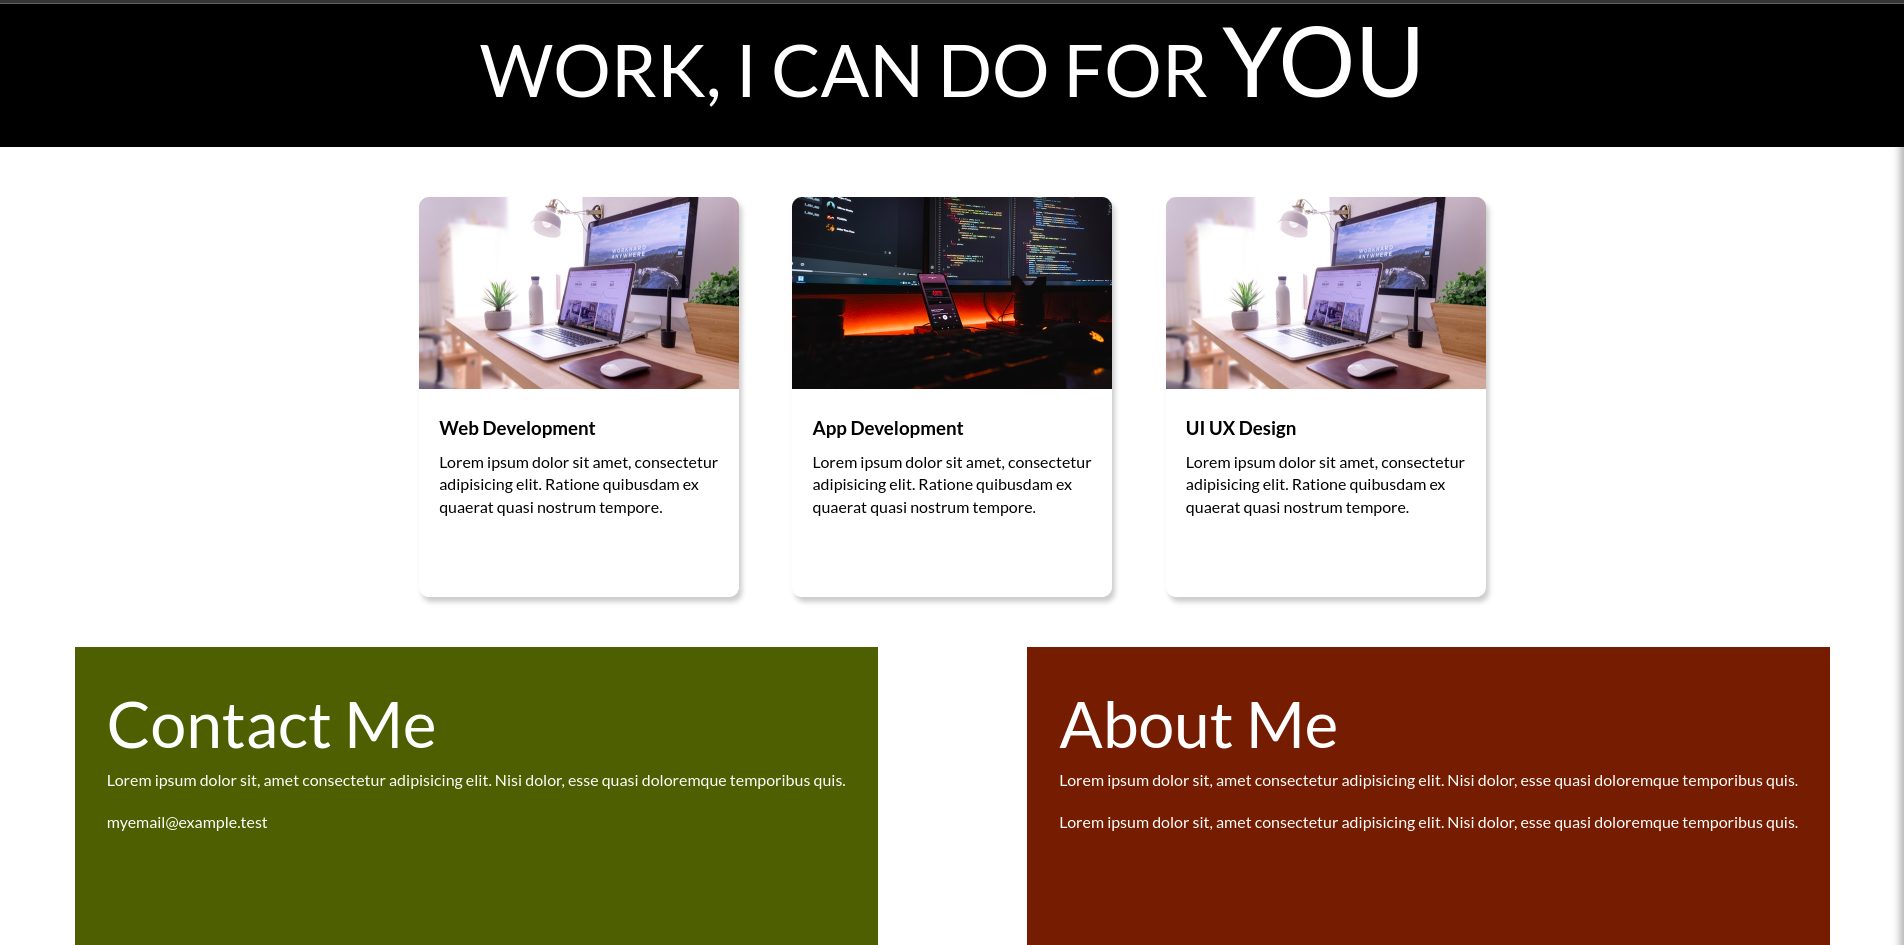 WORK, I CAN DO FOR YOU
WORKHARD
ANYWHERE
WORKHARD
ANYWHERE
Web Development
Lorem ipsum dolor sit amet, consectetur
adipisicing elit. Ratione quibusdam ex
quaerat quasi nostrum tempore.
App Development
Lorem ipsum dolor sit amet, consectetur
adipisicing elit. Ratione quibusdam ex
quaerat quasi nostrum tempore.
UI UX Design
Lorem ipsum dolor sit amet, consectetur
adipisicing elit. Ratione quibusdam ex
quaerat quasi nostrum tempore.
Contact Me
Lorem ipsum dolor sit, amet consectetur adipisicing elit. Nisi dolor, esse quasi doloremque temporibus quis.
myemail@example.test
About Me
Lorem ipsum dolor sit, amet consectetur adipisicing elit. Nisi dolor, esse quasi doloremque temporibus quis.
Lorem ipsum dolor sit, amet consectetur adipisicing elit. Nisi dolor, esse quasi doloremque temporibus quis.